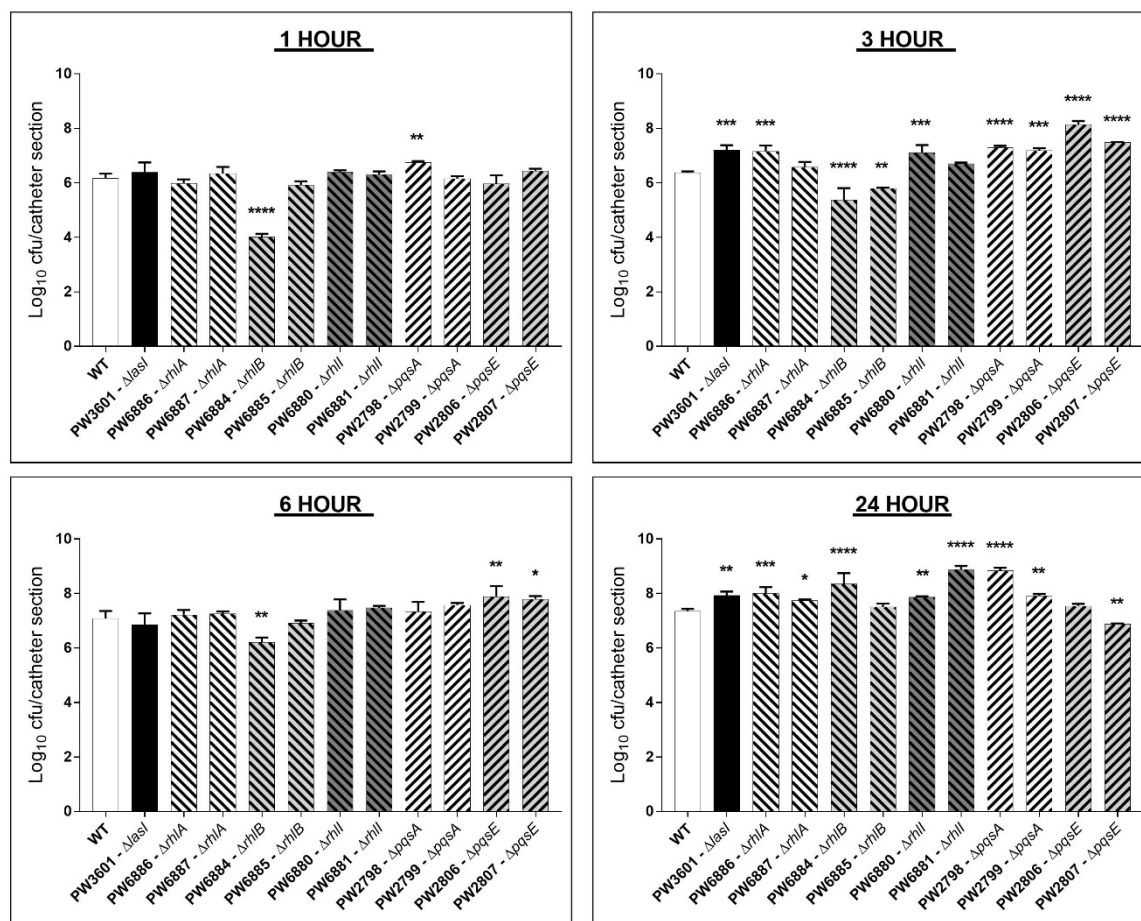 1 HOUR
Log10 cfu/catheter section
10
8
6
4
2
0
**
****
WT
PW3601 - ΔlasI
PW6886 - ΔrhlA
PW6887 - ΔrhlA
PW6884 - ΔrhlB
PW6885 - ΔrhlB
PW6880 - ΔrhlI
PW6881 - ΔrhlI
PW2798 - ΔpqsA
PW2799 - ΔpqsA
PW2806 - ΔpqsE
PW2807 - ΔpqsE
3 HOUR
Log10 cfu/catheter section
10
8
6
4
2
0
*** *** **** ** *** **** *** **** ****
WT
PW3601 - ΔlasI
PW6886 - ΔrhlA
PW6887 - ΔrhlA
PW6884 - ΔrhlB
PW6885 - ΔrhlB
PW6880 - ΔrhlI
PW6881 - ΔrhlI
PW2798 - ΔpqsA
PW2799 - ΔpqsA
PW2806 - ΔpqsE
PW2807 - ΔpqsE
6 HOUR
Log10 cfu/catheter section
10
8
6
4
2
0
** ** *
WT
PW3601 - ΔlasI
PW6886 - ΔrhlA
PW6887 - ΔrhlA
PW6884 - ΔrhlB
PW6885 - ΔrhlB
PW6880 - ΔrhlI
PW6881 - ΔrhlI
PW2798 - ΔpqsA
PW2799 - ΔpqsA
PW2806 - ΔpqsE
PW2807 - ΔpqsE
24 HOUR
Log10 cfu/catheter section
10
8
6
4
2
0
** *** * **** ** **** **** ** **
WT
PW3601 - ΔlasI
PW6886 - ΔrhlA
PW6887 - ΔrhlA
PW6884 - ΔrhlB
PW6885 - ΔrhlB
PW6880 - ΔrhlI
PW6881 - ΔrhlI
PW2798 - ΔpqsA
PW2799 - ΔpqsA
PW2806 - ΔpqsE
PW2807 - ΔpqsE